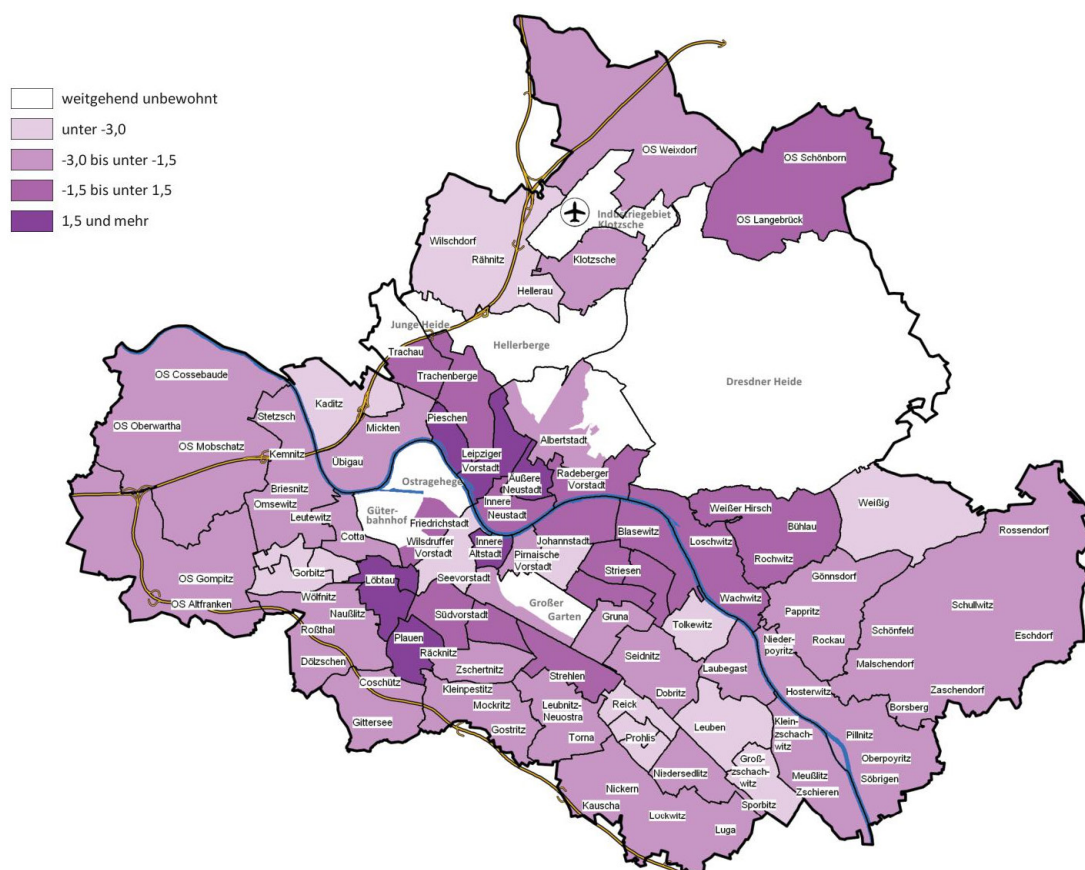 weitgehend unbewohnt
unter -3,0
-3,0 bis unter -1,5
-1,5 bis unter 1,5
1,5 und mehr
OS Weixdorf
OS Schönborn
OS Langebrück
Industriegebiet
Klotzsche
Wilschdorf
Rähnitz
Klotzsche
Hellerau
Junge Heide
Hellerberge
Trachau
Trachenberge
Dresdner Heide
OS Cossebaude
Kaditz
Stetzsch
Mickten
Pieschen
OS Oberwartha
OS Mobschatz
Kemnitz
Übigau
Leipziger
Vorstadt
Albertstadt
Äußere
Neustadt
Radeberger
Vorstadt
Briesnitz
Omsewitz
Leutewitz
Ostragehege
Innere
Neustadt
Güter-
bahnhof
Friedrichstadt
Cotta
Wilsdruffer
Vorstadt
Innere
Altstadt
Pirnaische
Vorstadt
Johannstadt
Blasewitz
Weißer Hirsch
Bühlau
Weißig
Rossendorf
Loschwitz
Rochwitz
Gorbitz
Löbtau
Seevorstadt
Striesen
Wachwitz
Gönnsdorf
OS Gompitz
OS Altfranken
Wölfnitz
Naußlitz
Roßthal
Südvorstadt
Großer
Garten
Gruna
Tolkewitz
Pappritz
Schullwitz
Dölzschen
Plauen
Räcknitz
Zschertnitz
Strehlen
Seidnitz
Laubegast
Nieder-
poyritz
Rockau
Schönfeld
Eschdorf
Malschendorf
Coschütz
Gittersee
Kleinpestitz
Mockritz
Gostritz
Leubnitz-
Neuostra
Torna
Reick
Prohlis
Dobritz
Leuben
Hosterwitz
Zaschendorf
Borsberg
Klein-
zschach-
witz
Pillnitz
Oberpoyritz
Söbrigen
Niedersedlitz
Groß-
zschach-
witz
Meußlitz
Zschieren
Sporbitz
Nickern
Kauscha
Lockwitz
Luga